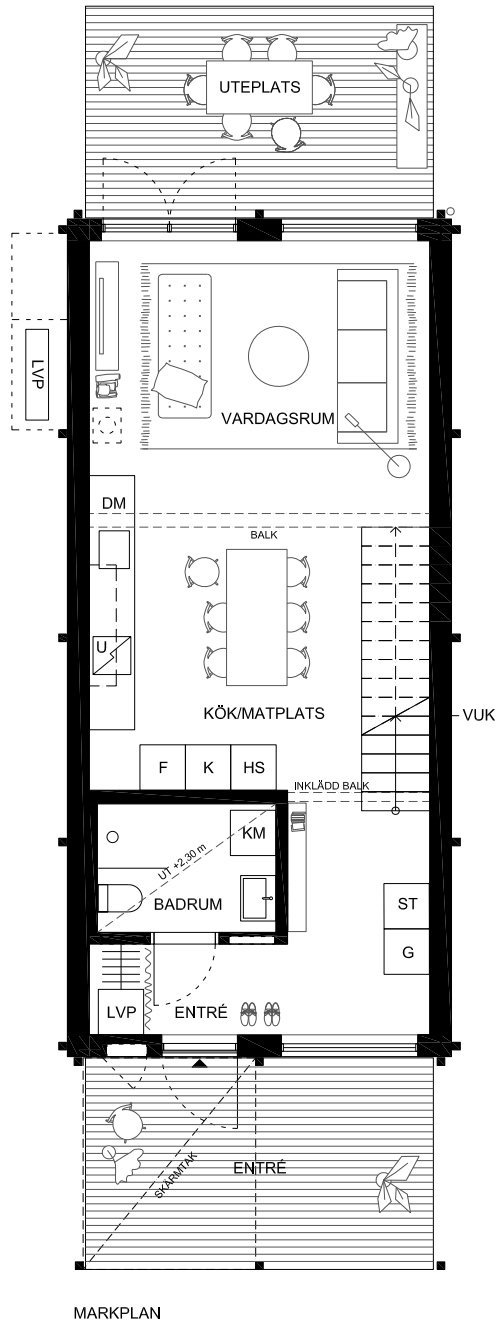 UTEPLATS
LVP
VARDAGSRUM
DM
BALK
U
KÖK/MATPLATS
VUK
F K HS
INKLÄDD BALK
KM
UT +2,30 m
BADRUM
ST
G
LVP
ENTRÉ
ENTRÉ
SKÄRMTAK
MARKPLAN